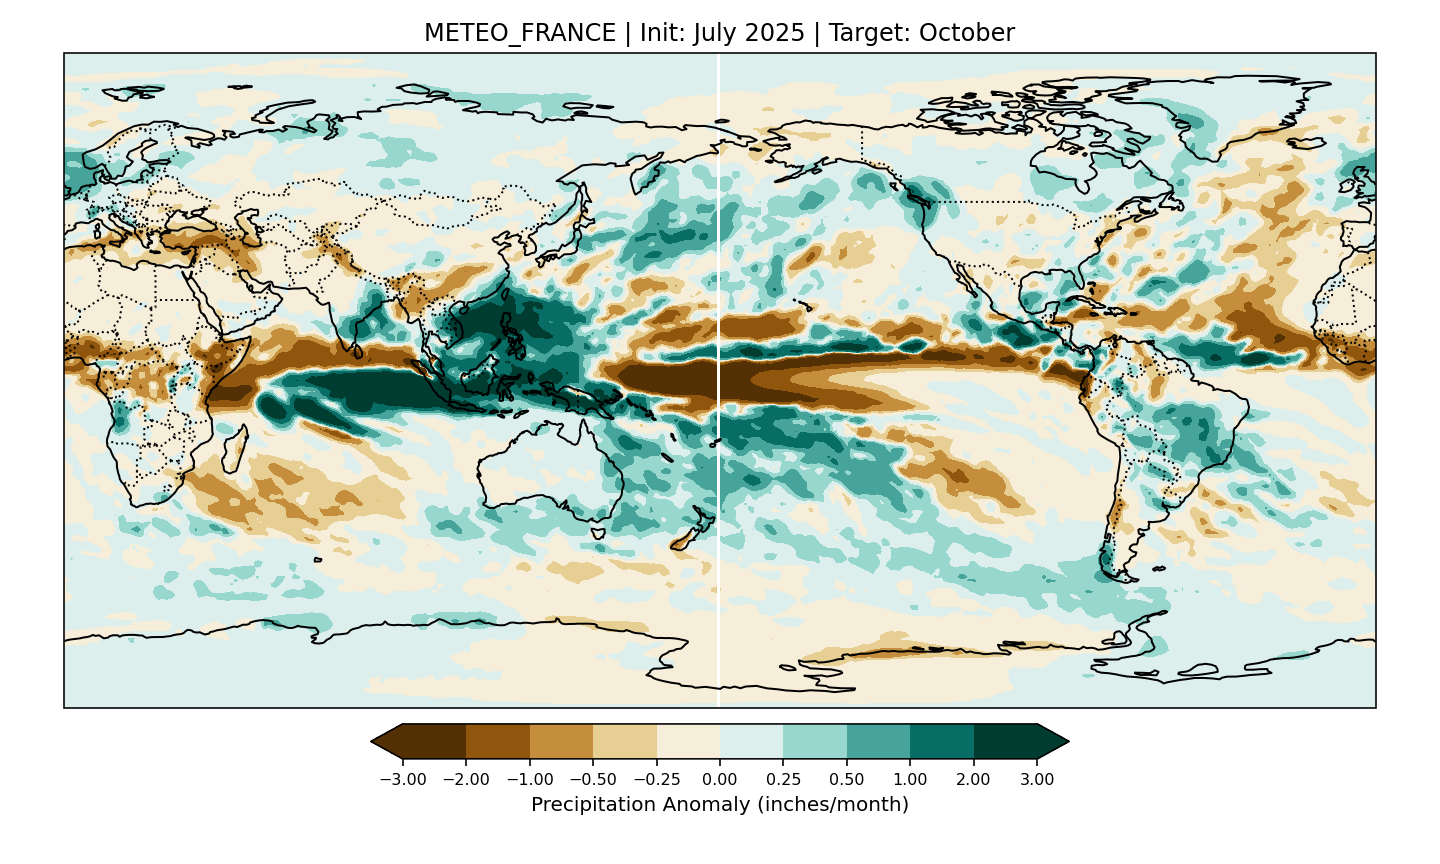 METEO_FRANCE | Init: July 2025 | Target: October
−3.00 −2.00 −1.00 −0.50 −0.25 0.00 0.25 0.50 1.00 2.00 3.00
Precipitation Anomaly (inches/month)